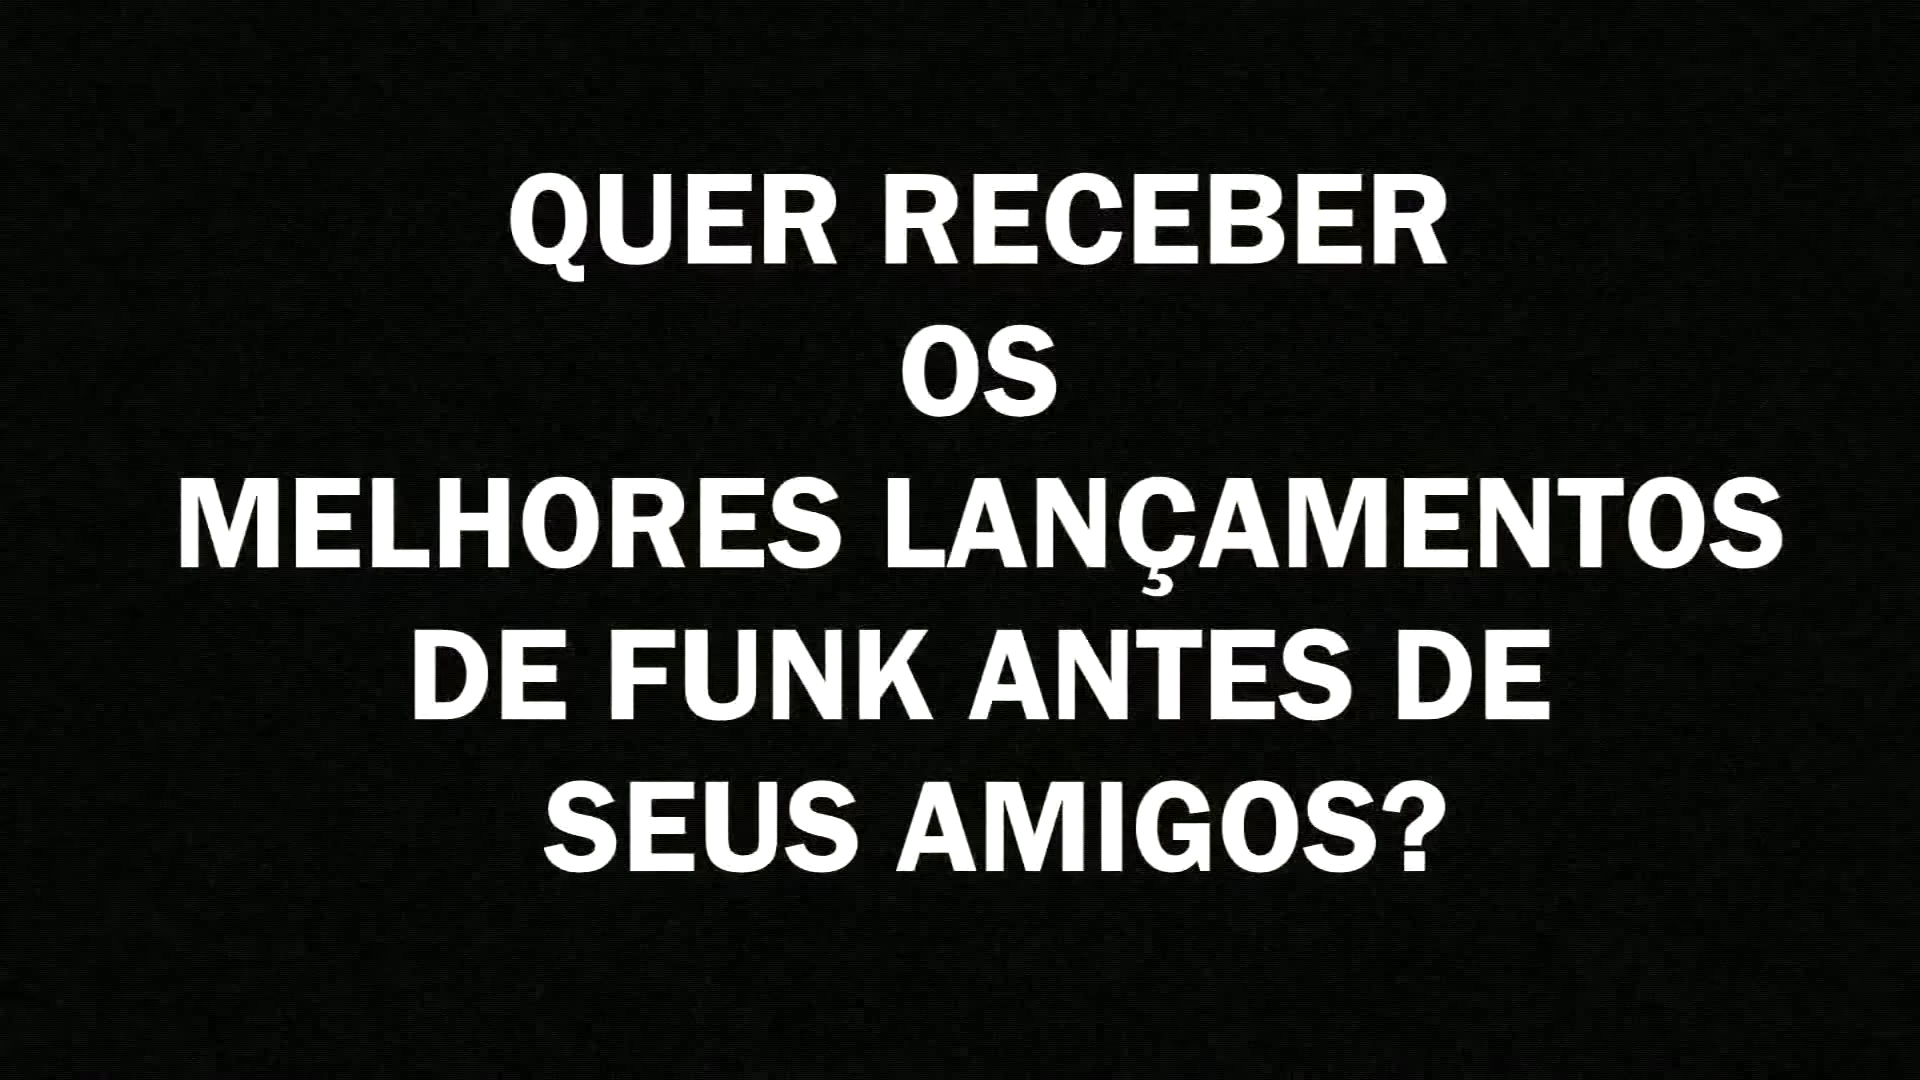 QUER RECEBER
OS
MELHORES LANÇAMENTOS
DE FUNK ANTES DE
SEUS AMIGOS?